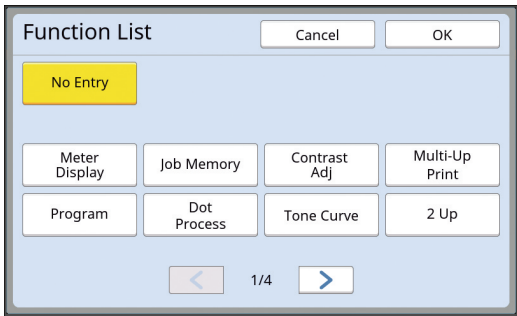 Function List
Cancel
OK
No Entry
Meter
Display
Job Memory
Contrast
Adj
Multi-Up
Print
Program
Dot
Process
Tone Curve
2 Up
1/4